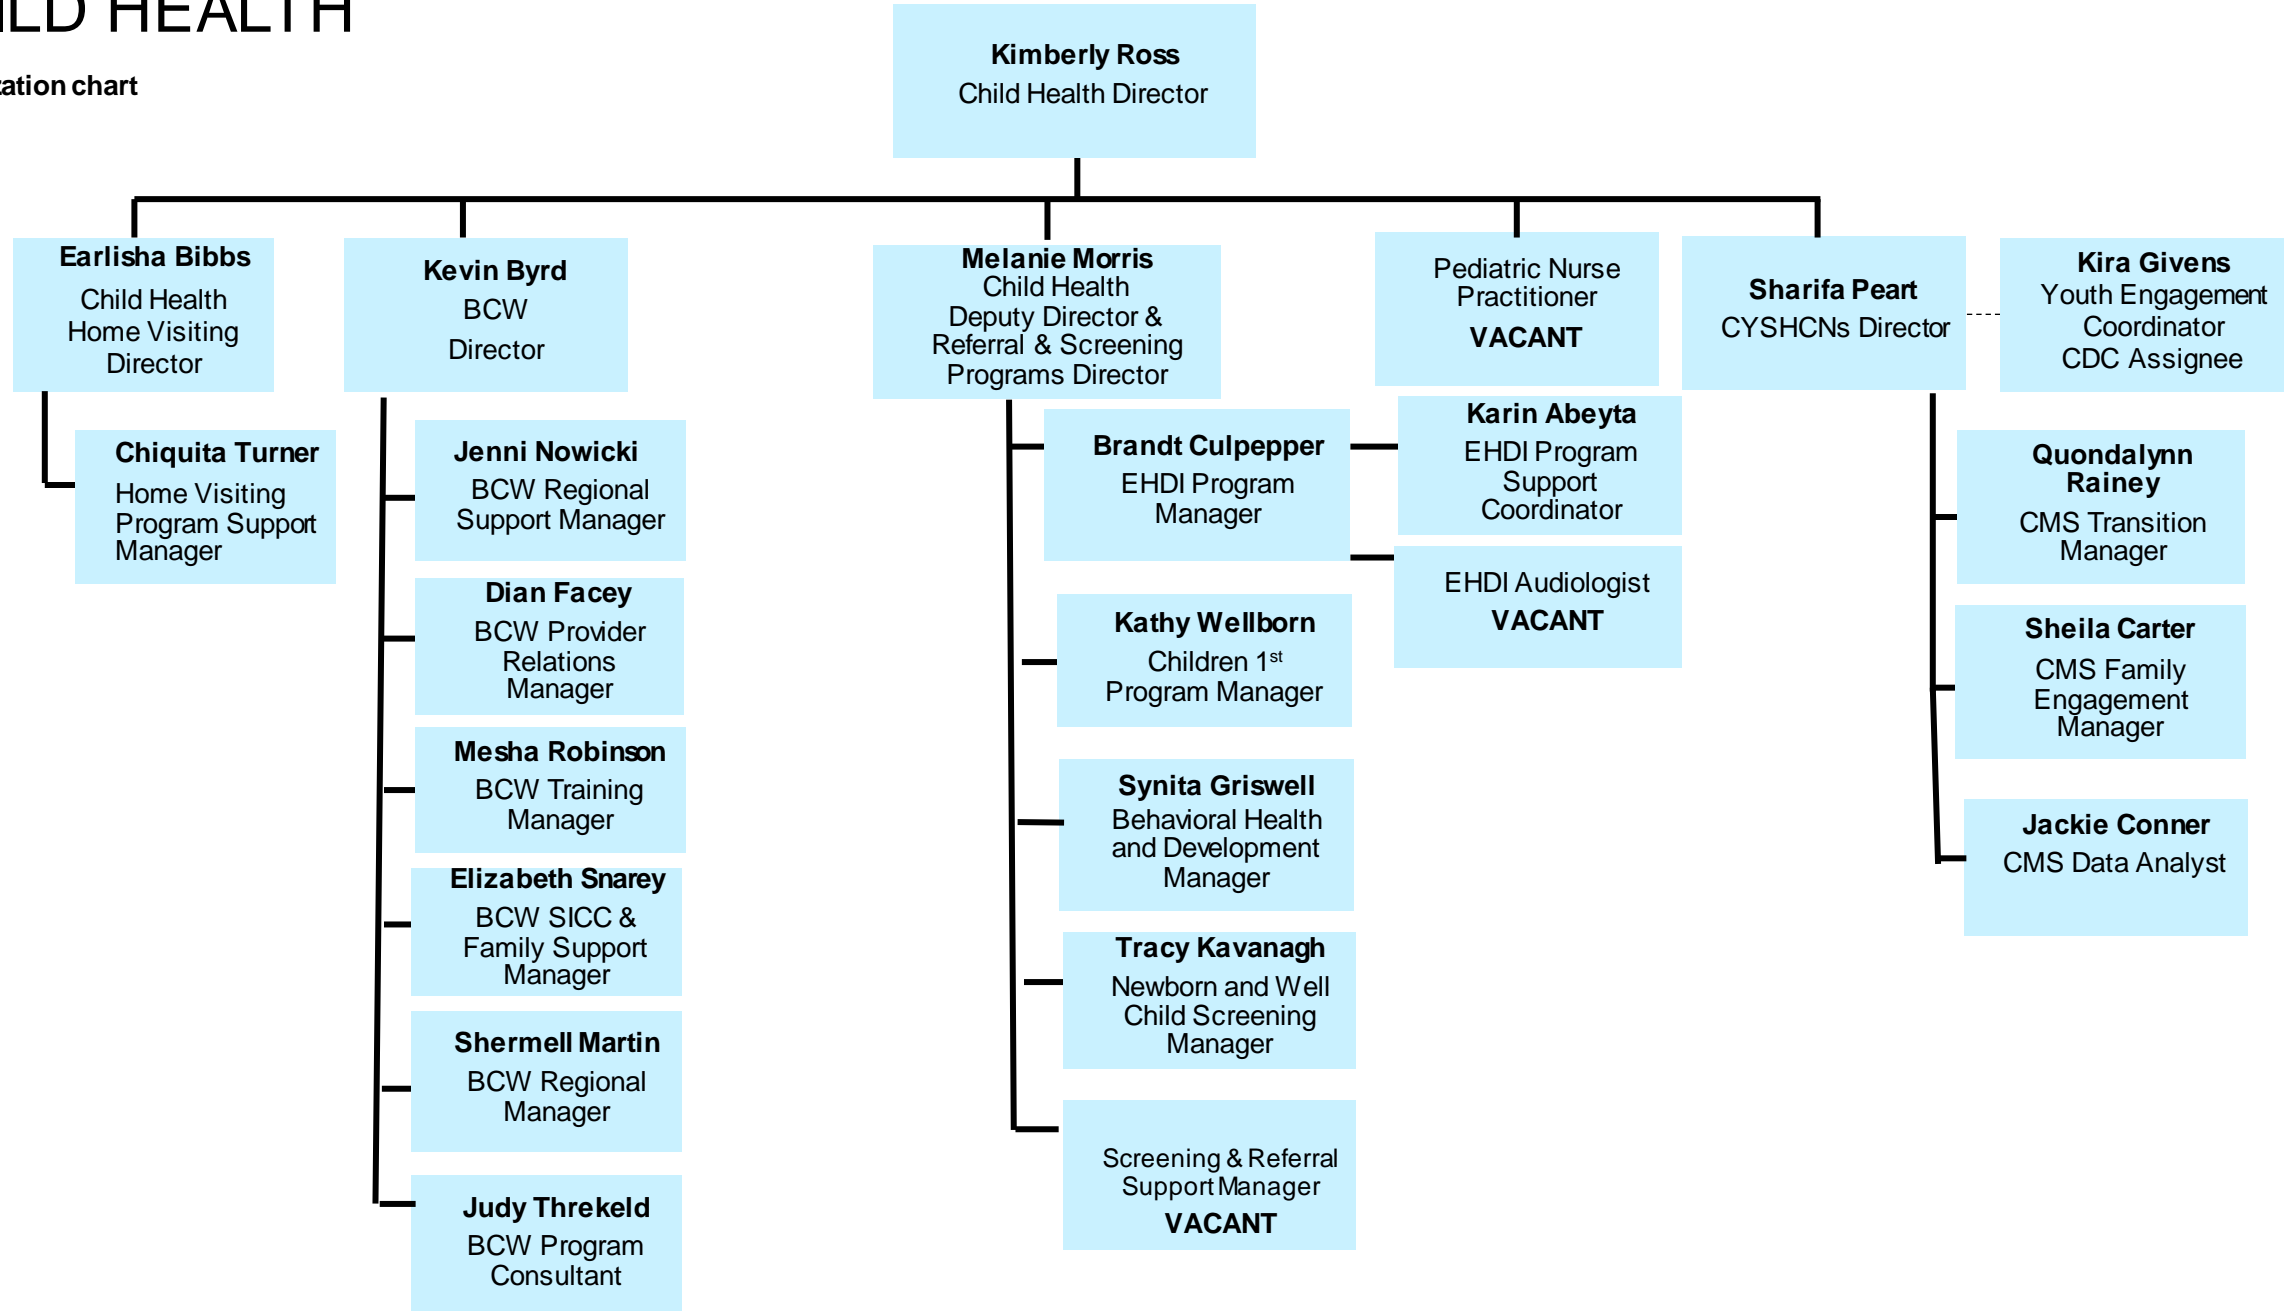 ILD HEALTH
zation chart
Kimberly Ross
Child Health Director
Earlisha Bibbs
Child Health
Home Visiting
Director
Chiquita Turner
Home Visiting
Program Support
Manager
Kevin Byrd
BCW
Director
Jenni Nowicki
BCW Regional
Support Manager
Dian Facey
BCW Provider
Relations
Manager
Mesha Robinson
BCW Training
Manager
Elizabeth Snarey
BCW SICC &
Family Support
Manager
Shermell Martin
BCW Regional
Manager
Judy Threkeld
BCW Program
Consultant
Melanie Morris
Child Health
Deputy Director &
Referral & Screening
Programs Director
Brandt Culpepper
EHDI Program
Manager
Karin Abeyta
EHDI Program
Support
Coordinator
EHDI Audiologist
VACANT
Kathy Wellborn
Children 1st
Program Manager
Synita Griswell
Behavioral Health
and Development
Manager
Tracy Kavanagh
Newborn and Well
Child Screening
Manager
Screening & Referral
Support Manager
VACANT
Pediatric Nurse
Practitioner
VACANT
Sharifa Peart
CYSHCNs Director
Kira Givens
Youth Engagement
Coordinator
CDC Assignee
Quondalynn
Rainey
CMS Transition
Manager
Sheila Carter
CMS Family
Engagement
Manager
Jackie Conner
CMS Data Analyst